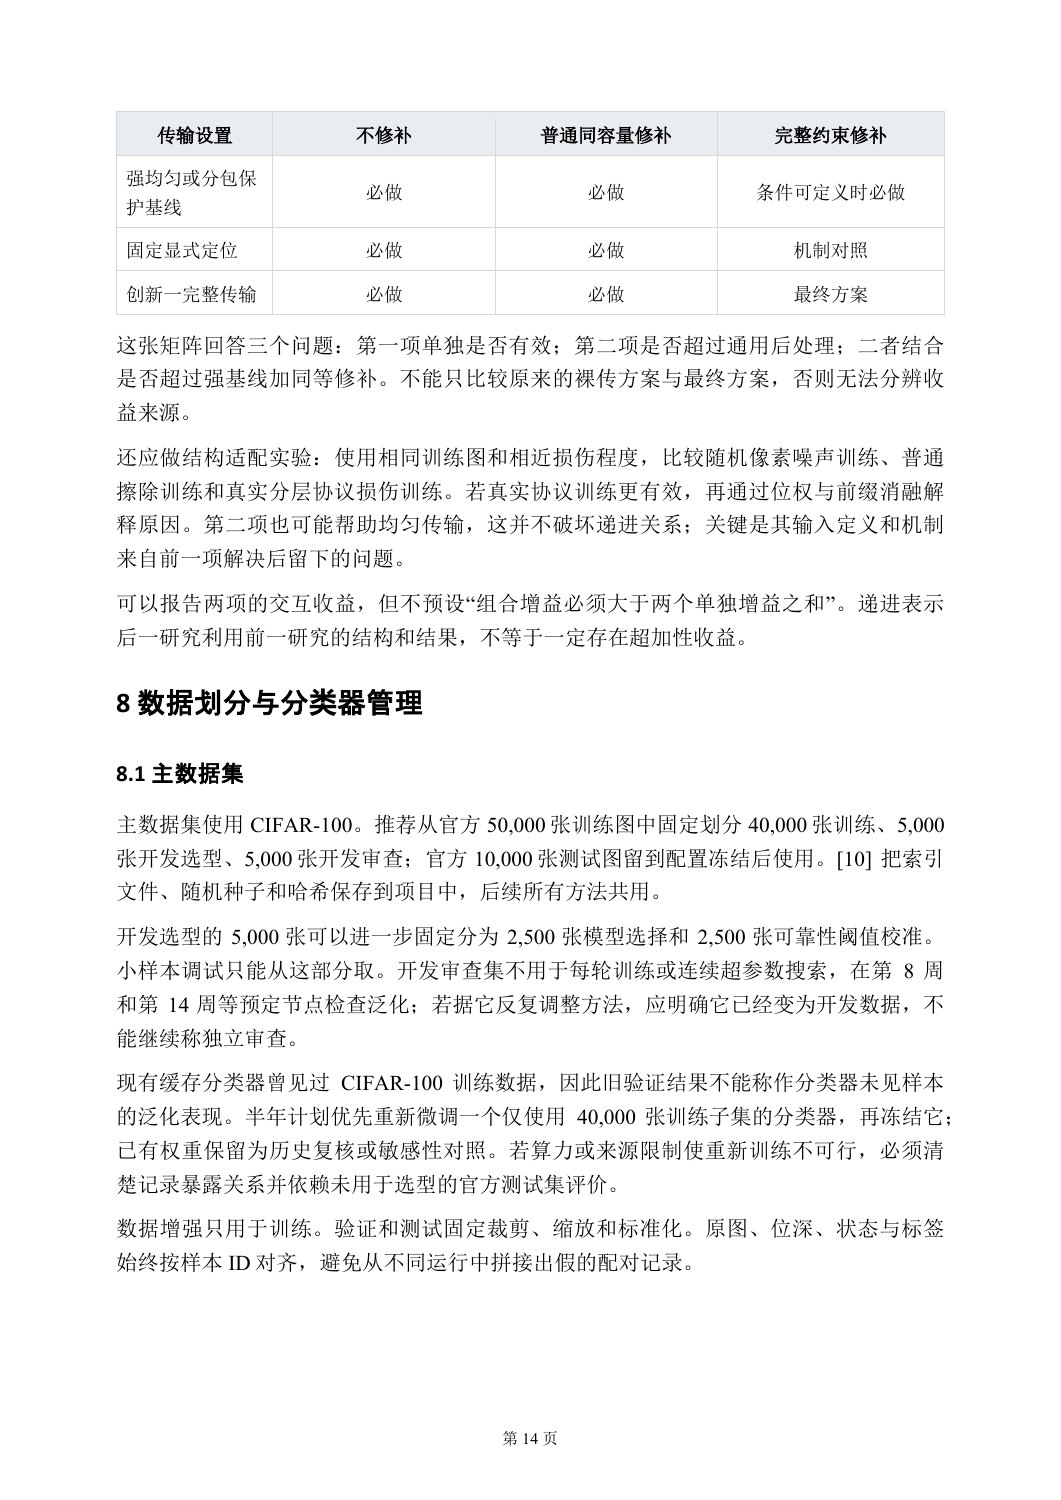 传输设置 不修补 普通同容量修补 完整约束修补
强均匀或分包保
护基线 必做 必做 条件可定义时必做
固定显式定位 必做 必做 机制对照
创新一完整传输 必做 必做 最终方案
这张矩阵回答三个问题：第一项单独是否有效；第二项是否超过通用后处理；二者结合
是否超过强基线加同等修补。不能只比较原来的裸传方案与最终方案，否则无法分辨收
益来源。
还应做结构适配实验：使用相同训练图和相近损伤程度，比较随机像素噪声训练、普通
擦除训练和真实分层协议损伤训练。若真实协议训练更有效，再通过位权与前缀消融解
释原因。第二项也可能帮助均匀传输，这并不破坏递进关系；关键是其输入定义和机制
来自前一项解决后留下的问题。
可以报告两项的交互收益，但不预设“组合增益必须大于两个单独增益之和”。递进表示
后一研究利用前一研究的结构和结果，不等于一定存在超加性收益。
8 数据划分与分类器管理
8.1 主数据集
主数据集使用 CIFAR-100。推荐从官方 50,000 张训练图中固定划分 40,000 张训练、5,000
张开发选型、5,000 张开发审查；官方 10,000 张测试图留到配置冻结后使用。[10] 把索引
文件、随机种子和哈希保存到项目中，后续所有方法共用。
开发选型的 5,000 张可以进一步固定分为 2,500 张模型选择和 2,500 张可靠性阈值校准。
小样本调试只能从这部分取。开发审查集不用于每轮训练或连续超参数搜索，在第 8 周
和第 14 周等预定节点检查泛化；若据它反复调整方法，应明确它已经变为开发数据，不
能继续称独立审查。
现有缓存分类器曾见过 CIFAR-100 训练数据，因此旧验证结果不能称作分类器未见样本
的泛化表现。半年计划优先重新微调一个仅使用 40,000 张训练子集的分类器，再冻结它；
已有权重保留为历史复核或敏感性对照。若算力或来源限制使重新训练不可行，必须清
楚记录暴露关系并依赖未用于选型的官方测试集评价。
数据增强只用于训练。验证和测试固定裁剪、缩放和标准化。原图、位深、状态与标签
始终按样本 ID 对齐，避免从不同运行中拼接出假的配对记录。
第 14 页